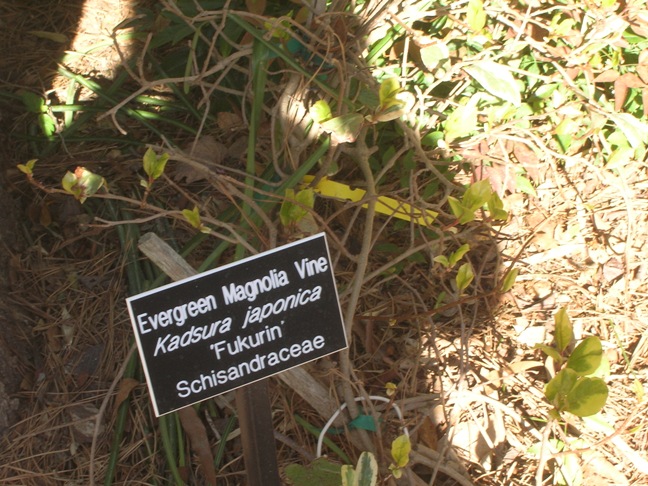 Evergreen Magnolia Vine
Kadsura japonica
'Fukurin'
Schisandraceae